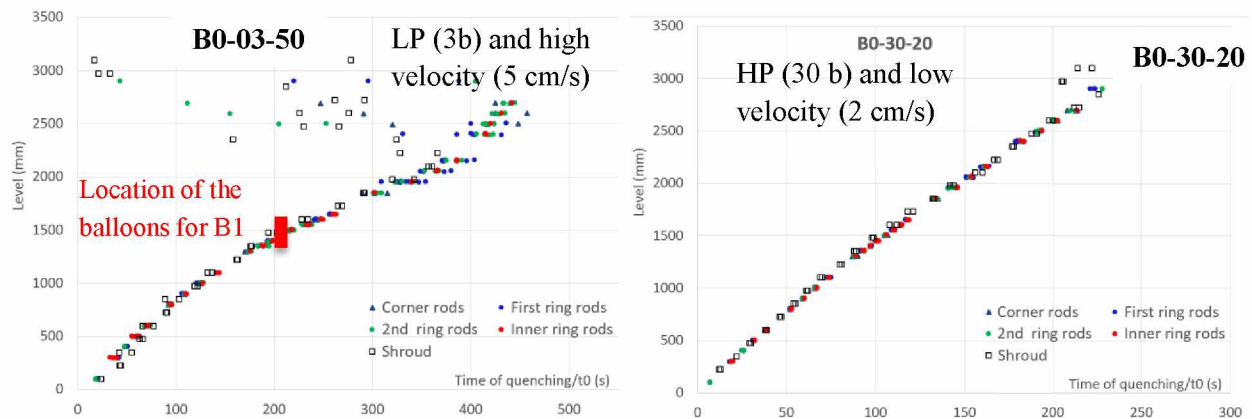 B0-03-50
LP (3b) and high
velocity (5 cm/s)
Location of the
balloons for B1
Level (mm)
3500
3000
2500
2000
1500
1000
500
0
0
100
200
300
400
500
Corner rods
First ring rods
2nd ring rods
Inner ring rods
Shroud
Time of quenching/t0 (s)
B0-30-20
HP (30 b) and low
velocity (2 cm/s)
B0-30-20
Level (mm)
3500
3000
2500
2000
1500
1000
500
0
0
50
100
150
200
250
300
Corner rods
First ring rods
2nd ring rods
Inner ring rods
Shroud
Time of quenching/t0 (s)